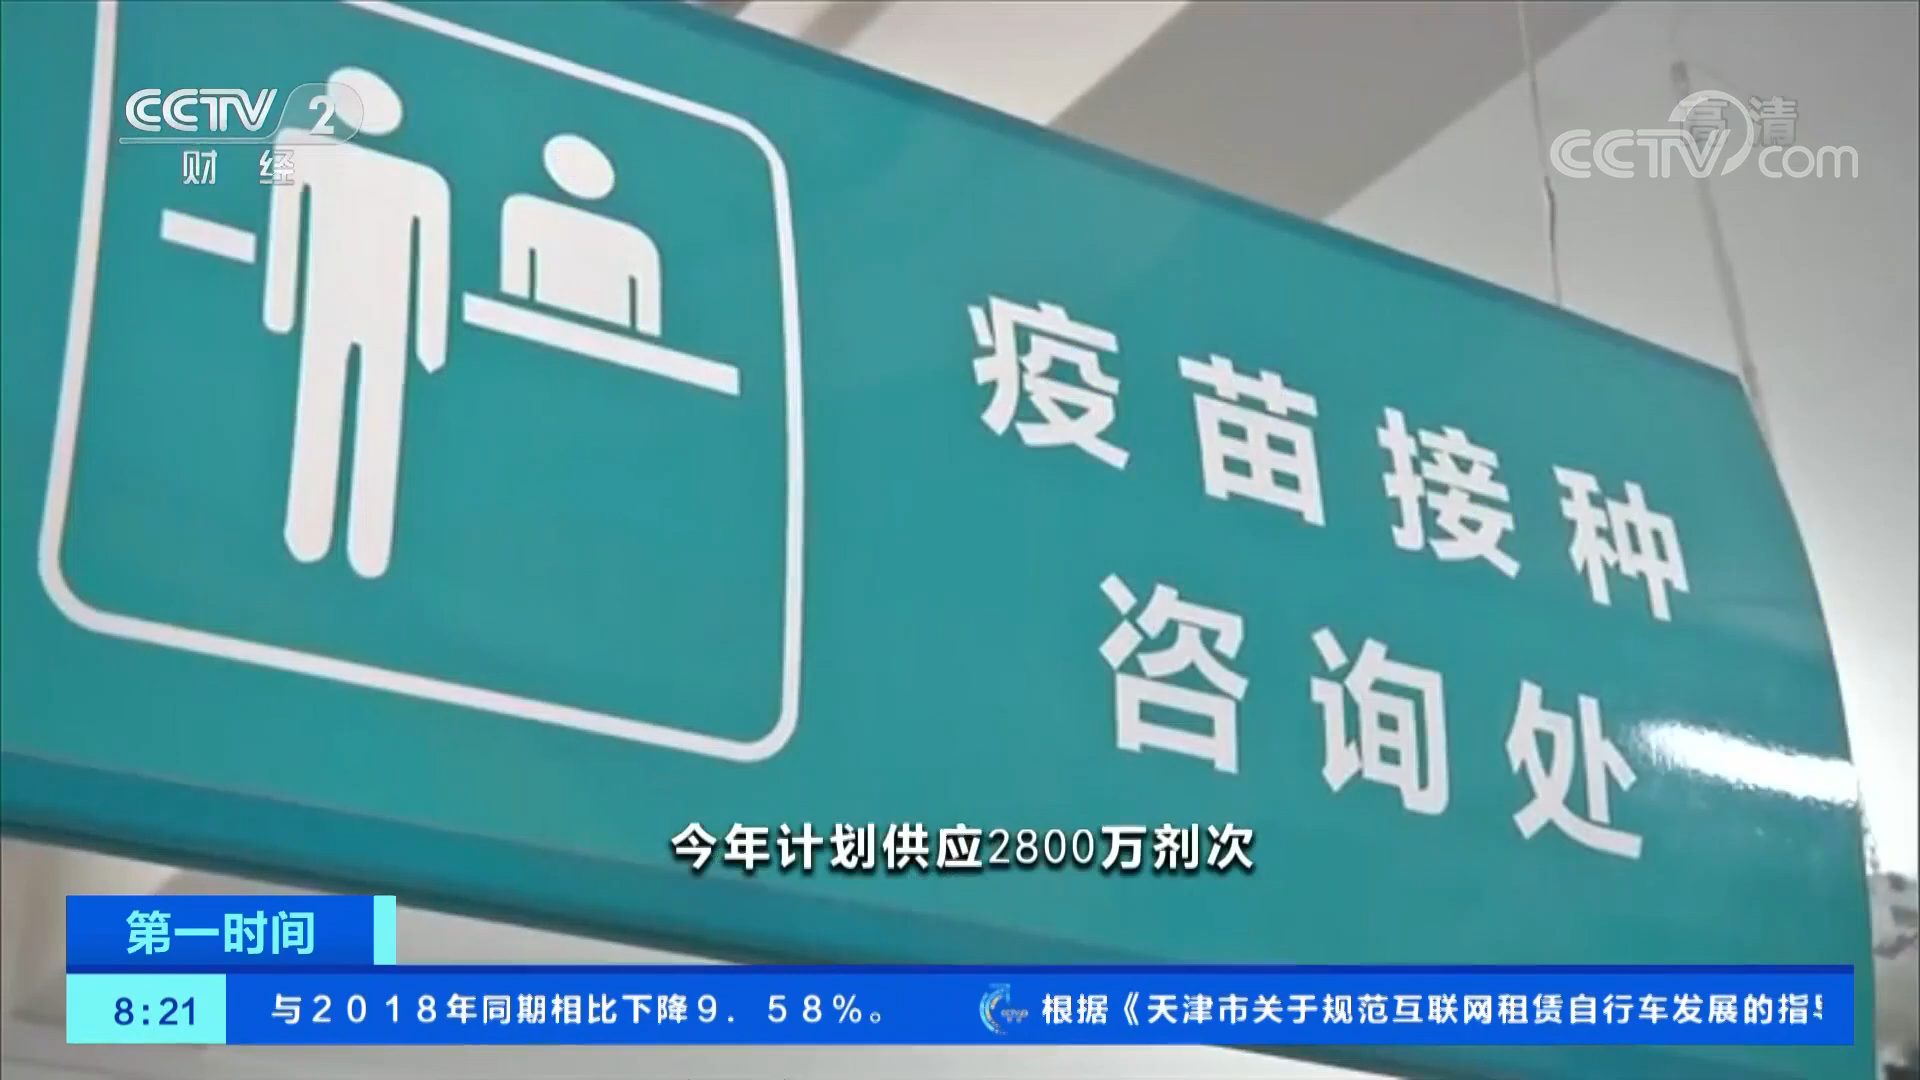 CCTV 2
财经
高清
CCTV.com
疫苗接种
咨询处
今年计划供应2800万剂次
第一时间
8:21
与2018年同期相比下降9.58%。
根据《天津市关于规范互联网租赁自行车发展的指